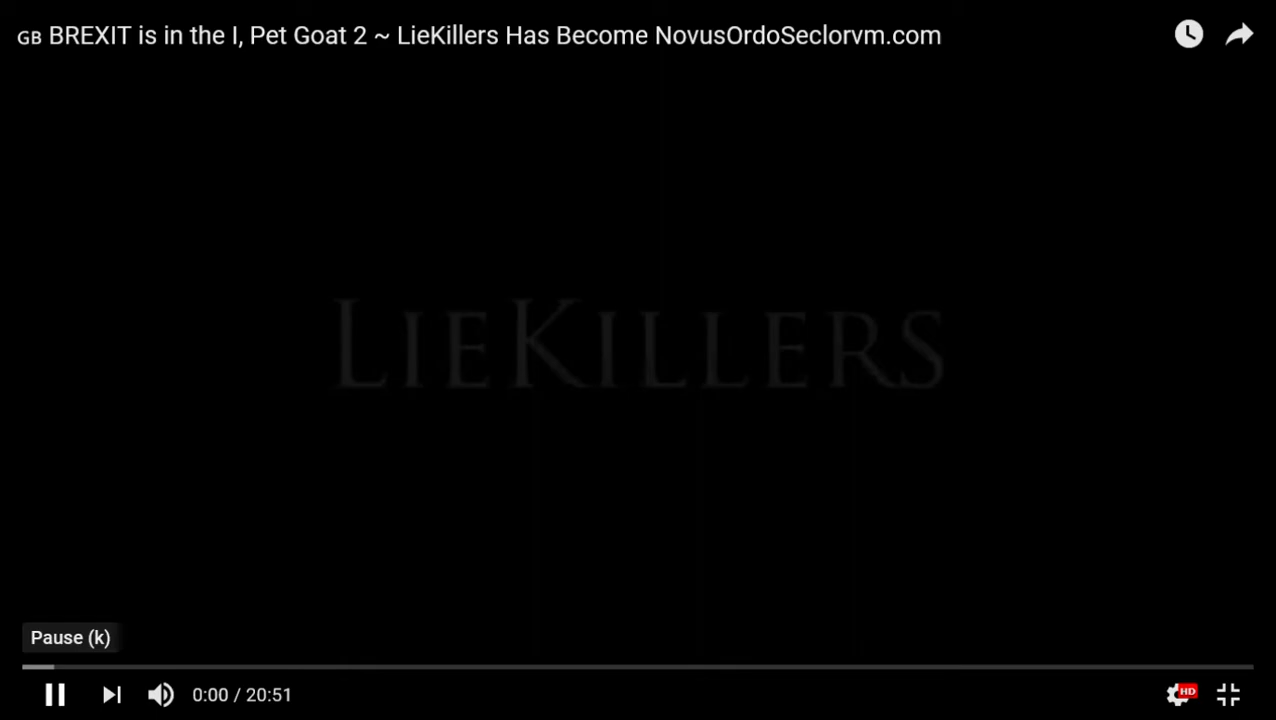 GB BREXIT is in the I, Pet Goat 2 ~ LieKillers Has Become NovusOrdoSeclorvm.com
LIEKILLERS
Pause (k)
0:00 / 20:51
HD